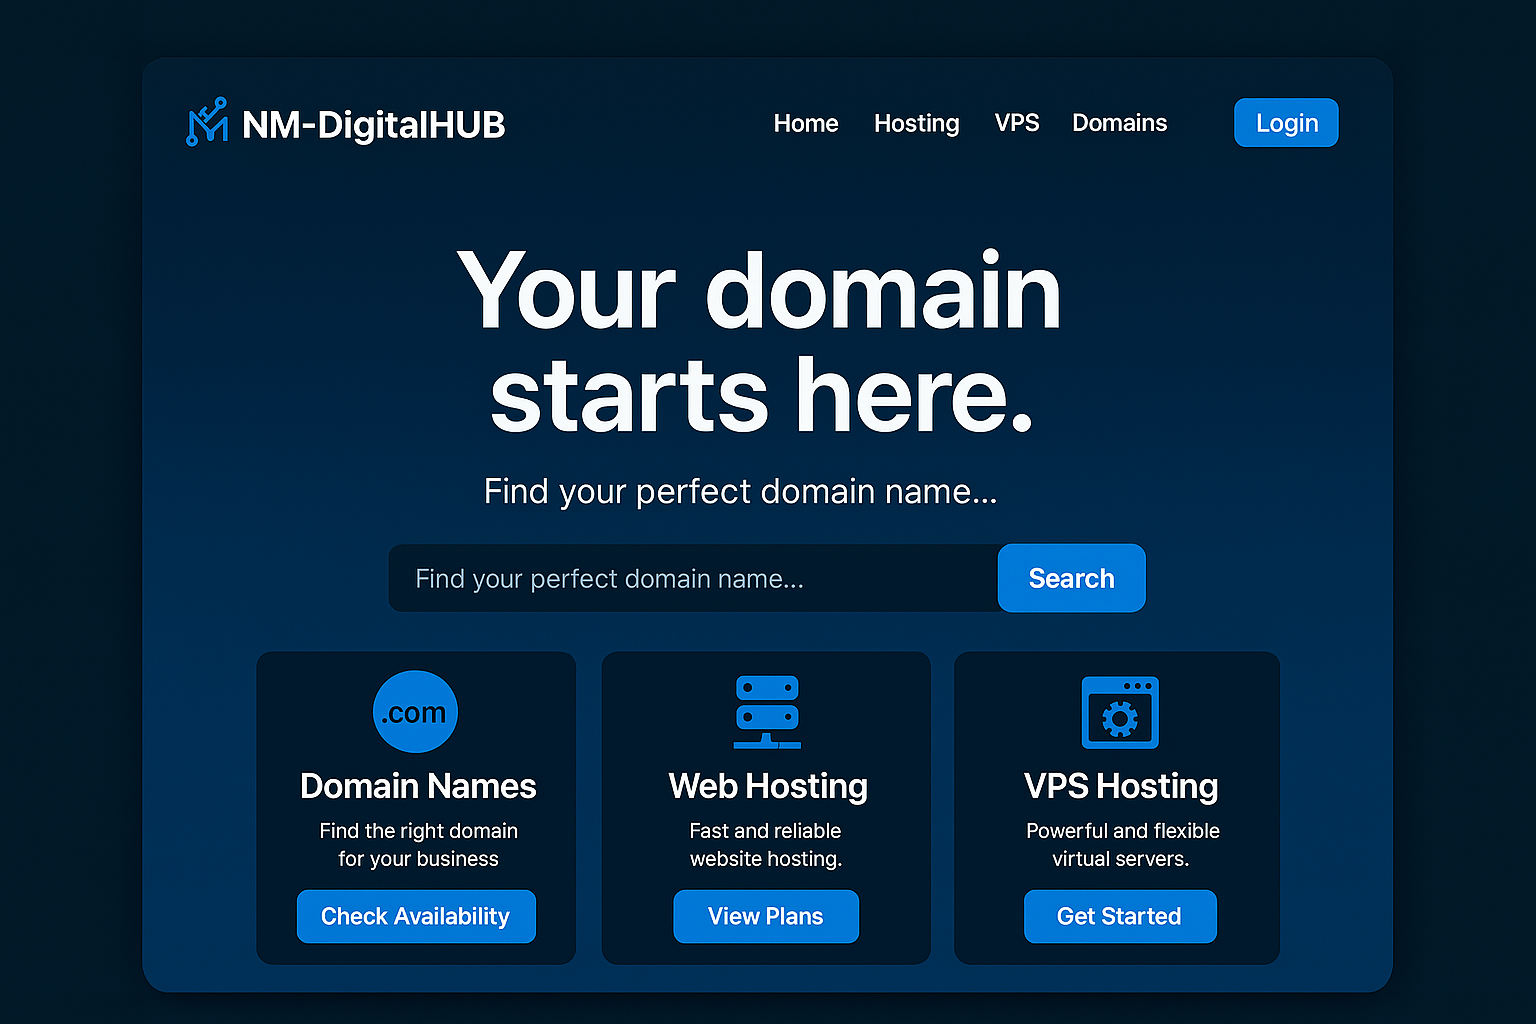 NM-DigitalHUB
Home Hosting VPS Domains Login
Your domain
starts here.
Find your perfect domain name...
Find your perfect domain name... Search
.com
Domain Names
Find the right domain
for your business
Check Availability
Web Hosting
Fast and reliable
website hosting.
View Plans
VPS Hosting
Powerful and flexible
virtual servers.
Get Started